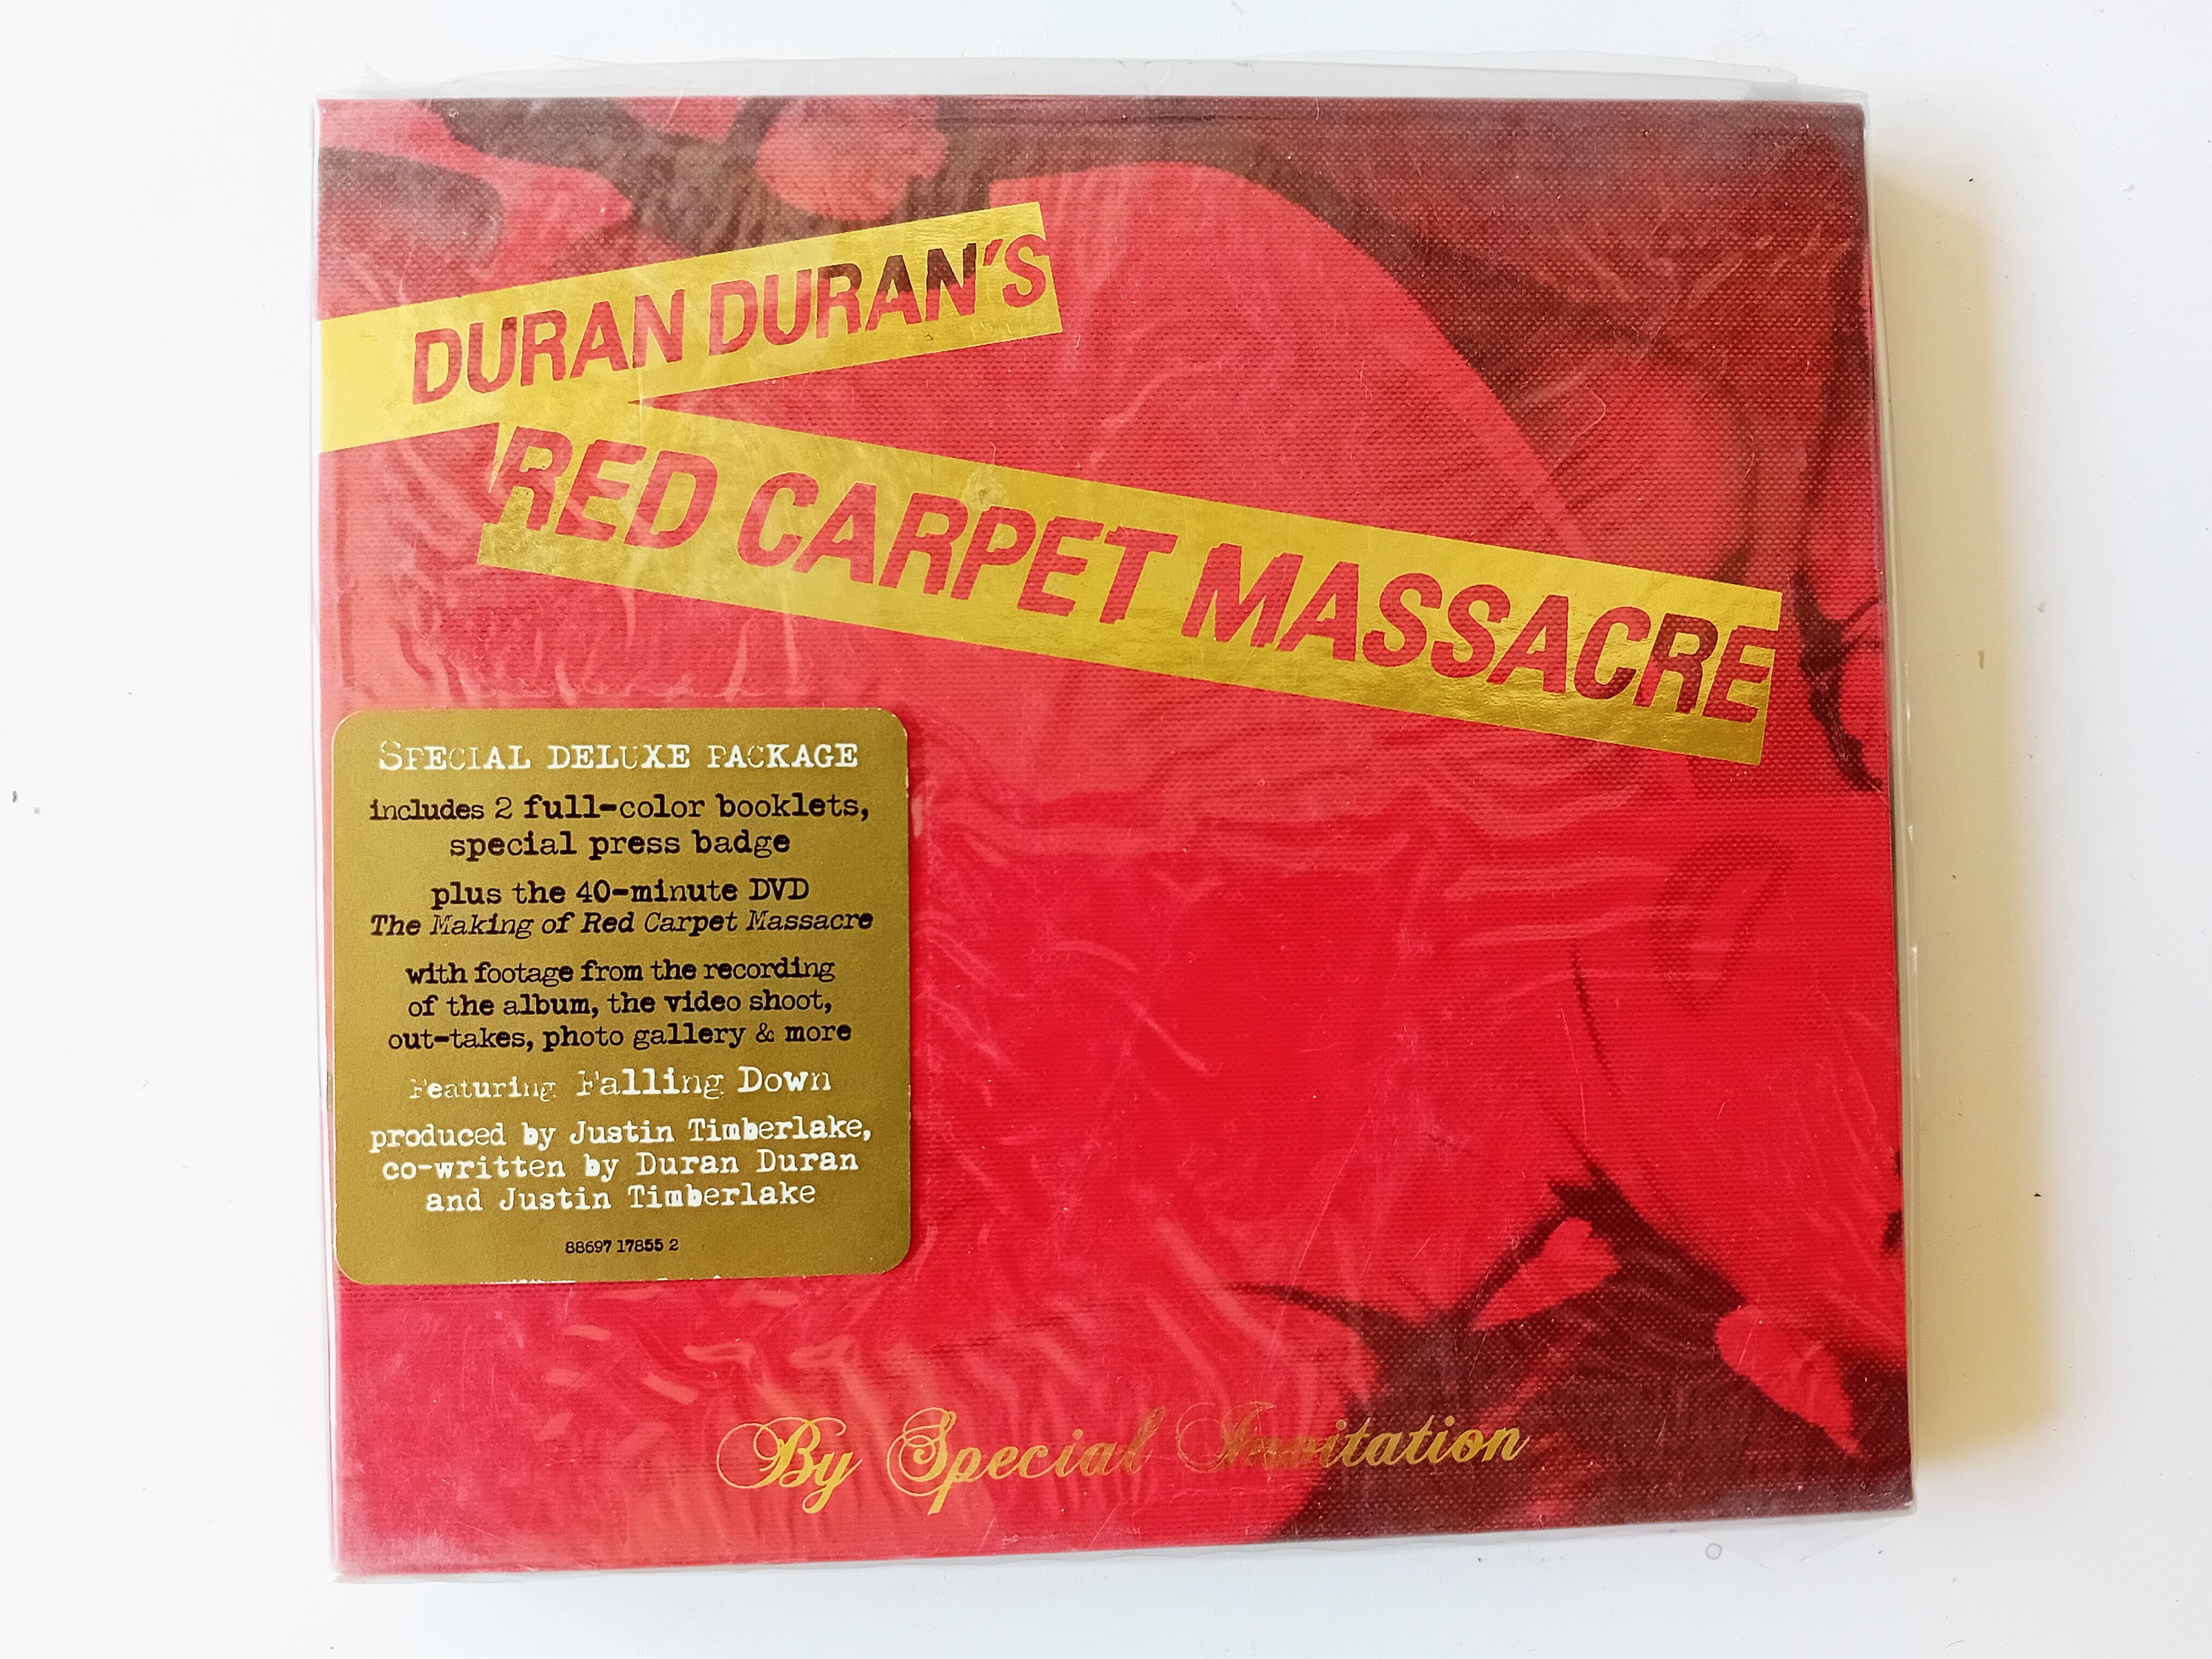 DURAN DURAN'S
RED CARPET MASSACRE
SPECIAL DELUXE PACKAGE
includes 2 full-color booklets,
special press badge
plus the 40-minute DVD
The Making of Red Carpet Massacre
with footage from the recording
of the album, the video shoot,
out-takes, photo gallery & more
Featuring Falling Down
produced by Justin Timberlake,
co-written by Duran Duran
and Justin Timberlake
88697 17855 2
By Special Invitation